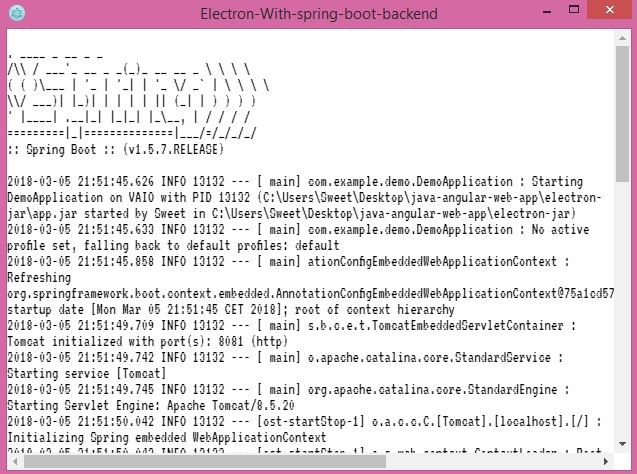 Electron-With-spring-boot-backend
. ____ _ __ _ _
/\\ / ___'_ __ _ _(_)_ __ __ _ \ \ \ \
( ( )\___ | '_ | '_| | '_ \/ _` | \ \ \ \
\\/ ___)| |_)| | | | | || (_| | ) ) ) )
' |____| .__|_| |_|_| |_\__, | / / / /
=========|_|==============|___/=/_/_/_/
:: Spring Boot :: (v1.5.7.RELEASE)
2018-03-05 21:51:45.626 INFO 13132 --- [ main] com.example.demo.DemoApplication : Starting
DemoApplication on VAIO with PID 13132 (C:\Users\Sweet\Desktop\java-angular-web-app\electron-
jar\app.jar started by Sweet in C:\Users\Sweet\Desktop\java-angular-web-app\electron-jar)
2018-03-05 21:51:45.633 INFO 13132 --- [ main] com.example.demo.DemoApplication : No active
profile set, falling back to default profiles: default
2018-03-05 21:51:45.858 INFO 13132 --- [ main] ationConfigEmbeddedWebApplicationContext :
Refreshing
org.springframework.boot.context.embedded.AnnotationConfigEmbeddedWebApplicationContext@75a1cd57
startup date [Mon Mar 05 21:51:45 CET 2018]; root of context hierarchy
2018-03-05 21:51:49.709 INFO 13132 --- [ main] s.b.c.e.t.TomcatEmbeddedServletContainer :
Tomcat initialized with port(s): 8081 (http)
2018-03-05 21:51:49.742 INFO 13132 --- [ main] o.apache.catalina.core.StandardService :
Starting service [Tomcat]
2018-03-05 21:51:49.745 INFO 13132 --- [ main] org.apache.catalina.core.StandardEngine :
Starting Servlet Engine: Apache Tomcat/8.5.20
2018-03-05 21:51:50.042 INFO 13132 --- [ost-startStop-1] o.a.c.c.C.[Tomcat].[localhost].[/] :
Initializing Spring embedded WebApplicationContext